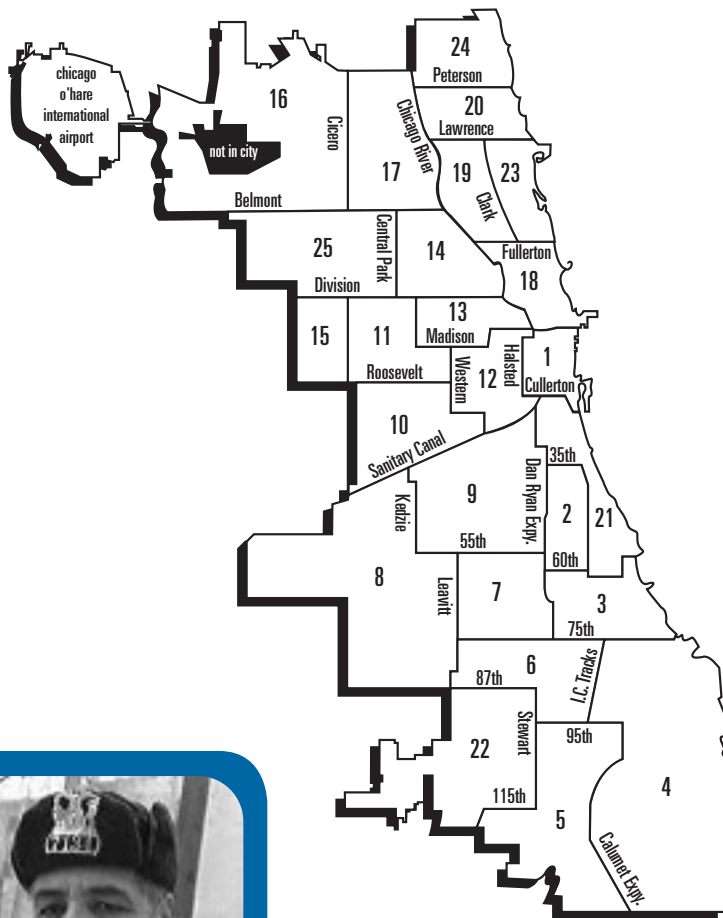 chicago
o'hare
international
airport
24
Peterson
16
20
Lawrence
Cicero
Chicago River
not in city
17
19
Clark
23
Belmont
25
Central Park
14
Fullerton
18
Division
13
Madison
15
11
Roosevelt
Western
12
Halsted
1
Cullerton
10
Sanitary Canal
35th
Kedzie
9
Dan Ryan Expy.
2
21
55th
60th
8
Leavitt
7
3
75th
6
87th
I.C. Tracks
22
Stewart
95th
115th
5
4
Calumet Expy.